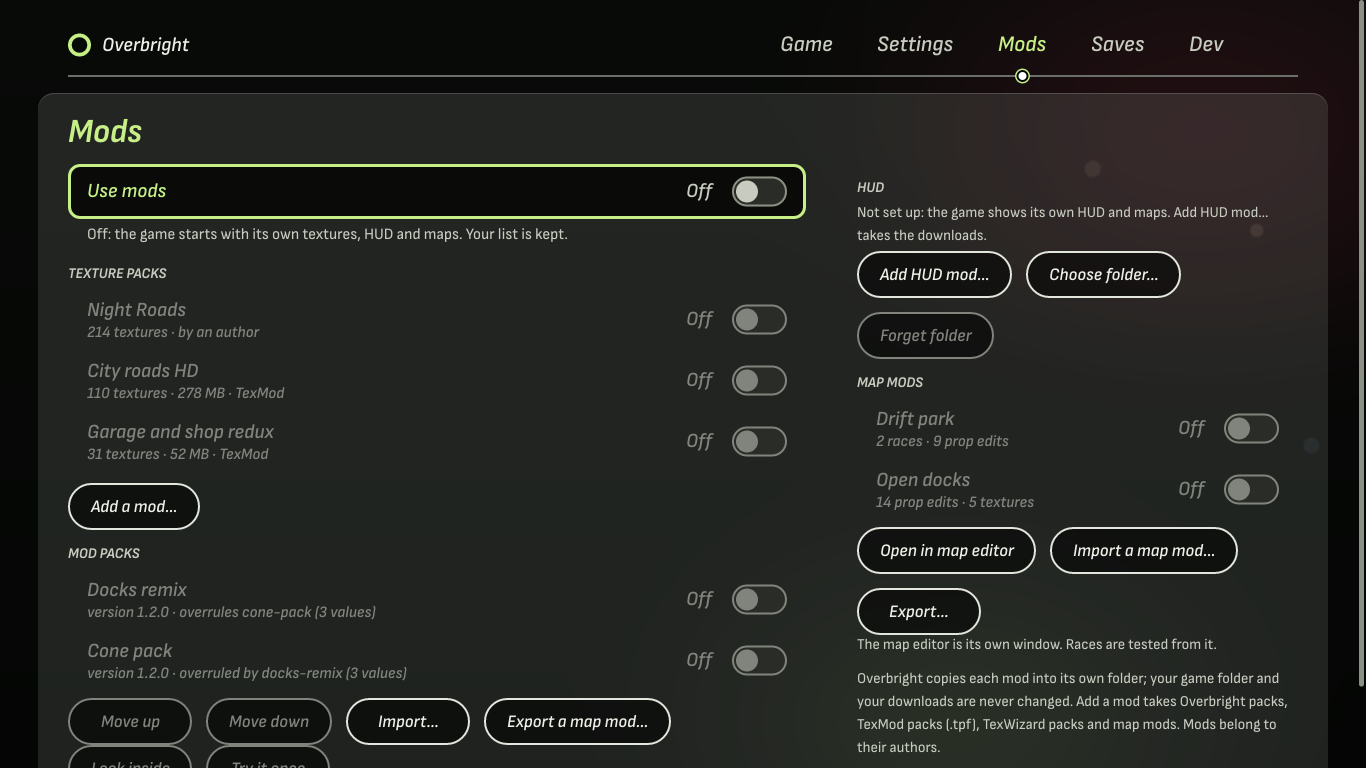 Overbright
Game
Settings
Mods
Saves
Dev
Mods
Use mods
Off
Off: the game starts with its own textures, HUD and maps. Your list is kept.
TEXTURE PACKS
Night Roads
214 textures · by an author
Off
City roads HD
110 textures · 278 MB · TexMod
Off
Garage and shop redux
31 textures · 52 MB · TexMod
Off
Add a mod...
MOD PACKS
Docks remix
version 1.2.0 · overrules cone-pack (3 values)
Off
Cone pack
version 1.2.0 · overruled by docks-remix (3 values)
Off
Move up
Move down
Import...
Export a map mod...
Look inside
Try it once
HUD
Not set up: the game shows its own HUD and maps. Add HUD mod...
takes the downloads.
Add HUD mod...
Choose folder...
Forget folder
MAP MODS
Drift park
2 races · 9 prop edits
Off
Open docks
14 prop edits · 5 textures
Off
Open in map editor
Import a map mod...
Export...
The map editor is its own window. Races are tested from it.
Overbright copies each mod into its own folder; your game folder and
your downloads are never changed. Add a mod takes Overbright packs,
TexMod packs (.tpf), TexWizard packs and map mods. Mods belong to
their authors.